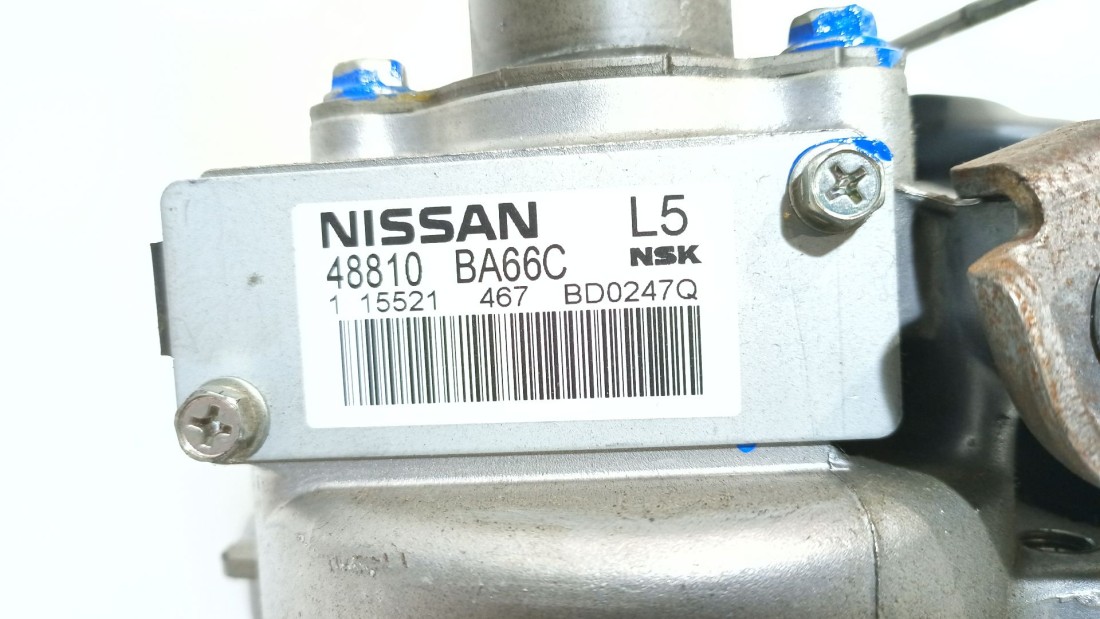 NISSAN L5
48810 BA66C NSK
1 15521 467 BD0247Q